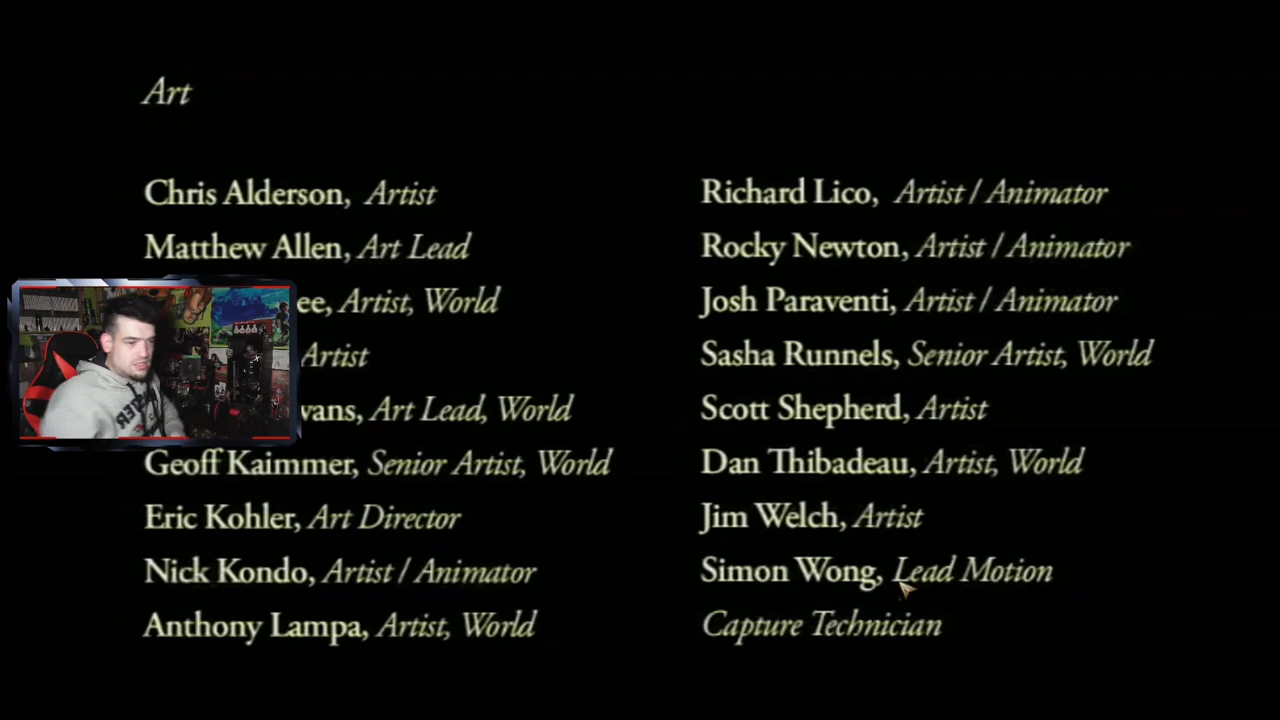 Art
Chris Alderson, Artist
Matthew Allen, Art Lead
ee, Artist, World
Artist
vans, Art Lead, World
Geoff Kaimmer, Senior Artist, World
Eric Kohler, Art Director
Nick Kondo, Artist / Animator
Anthony Lampa, Artist, World
Richard Lico, Artist / Animator
Rocky Newton, Artist / Animator
Josh Paraventi, Artist / Animator
Sasha Runnels, Senior Artist, World
Scott Shepherd, Artist
Dan Thibadeau, Artist, World
Jim Welch, Artist
Simon Wong, Lead Motion
Capture Technician